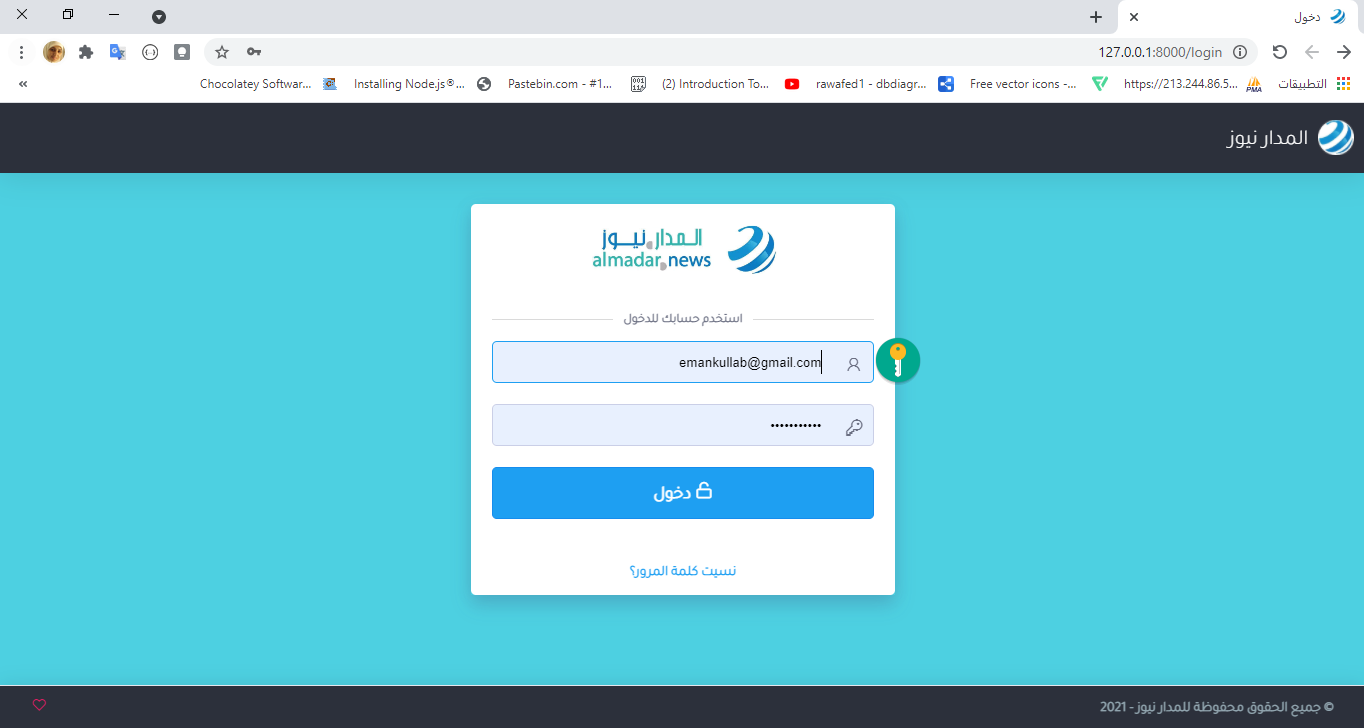 دخول
127.0.0.1:8000/login
التطبيقات
https://213.244.86.5...
Free vector icons -...
rawafed1 - dbdiagr...
(2) Introduction To...
Pastebin.com - #1...
Installing Node.js®...
Chocolatey Softwar...
المدار نيوز
المدار نيوز
almadar news
استخدم حسابك للدخول
emankullab@gmail.com
دخول
نسيت كلمة المرور؟
© جميع الحقوق محفوظة للمدار نيوز - 2021